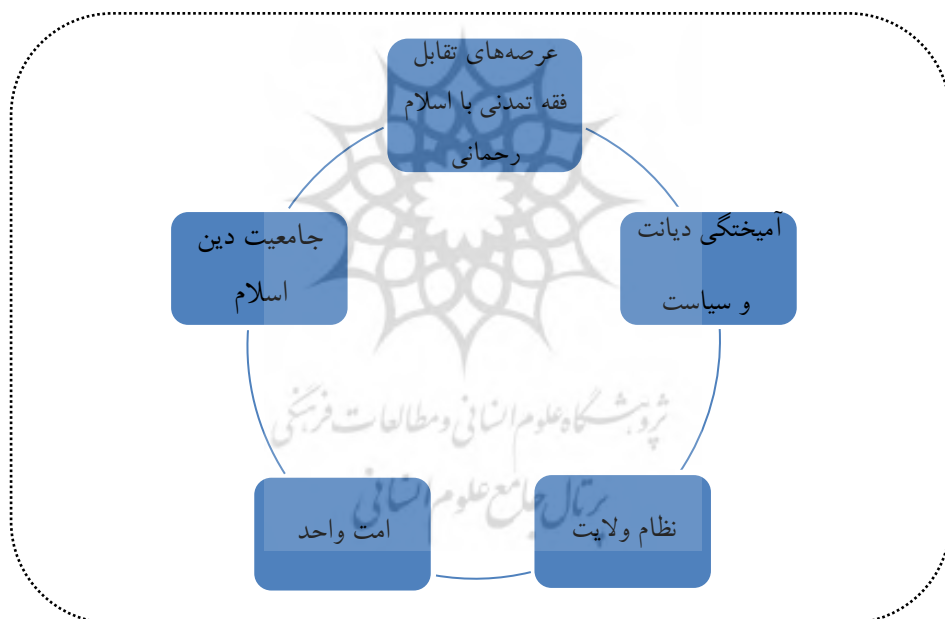 عرصه‌های تقابل
فقه تمدنی با اسلام
رحمانی
آمیختگی دیانت
و سیاست
جامعیت دین
اسلام
پژوهشگاه علوم انسانی و مطالعات فرهنگی
پرتال جامع علوم انسانی
نظام ولایت
امت واحد